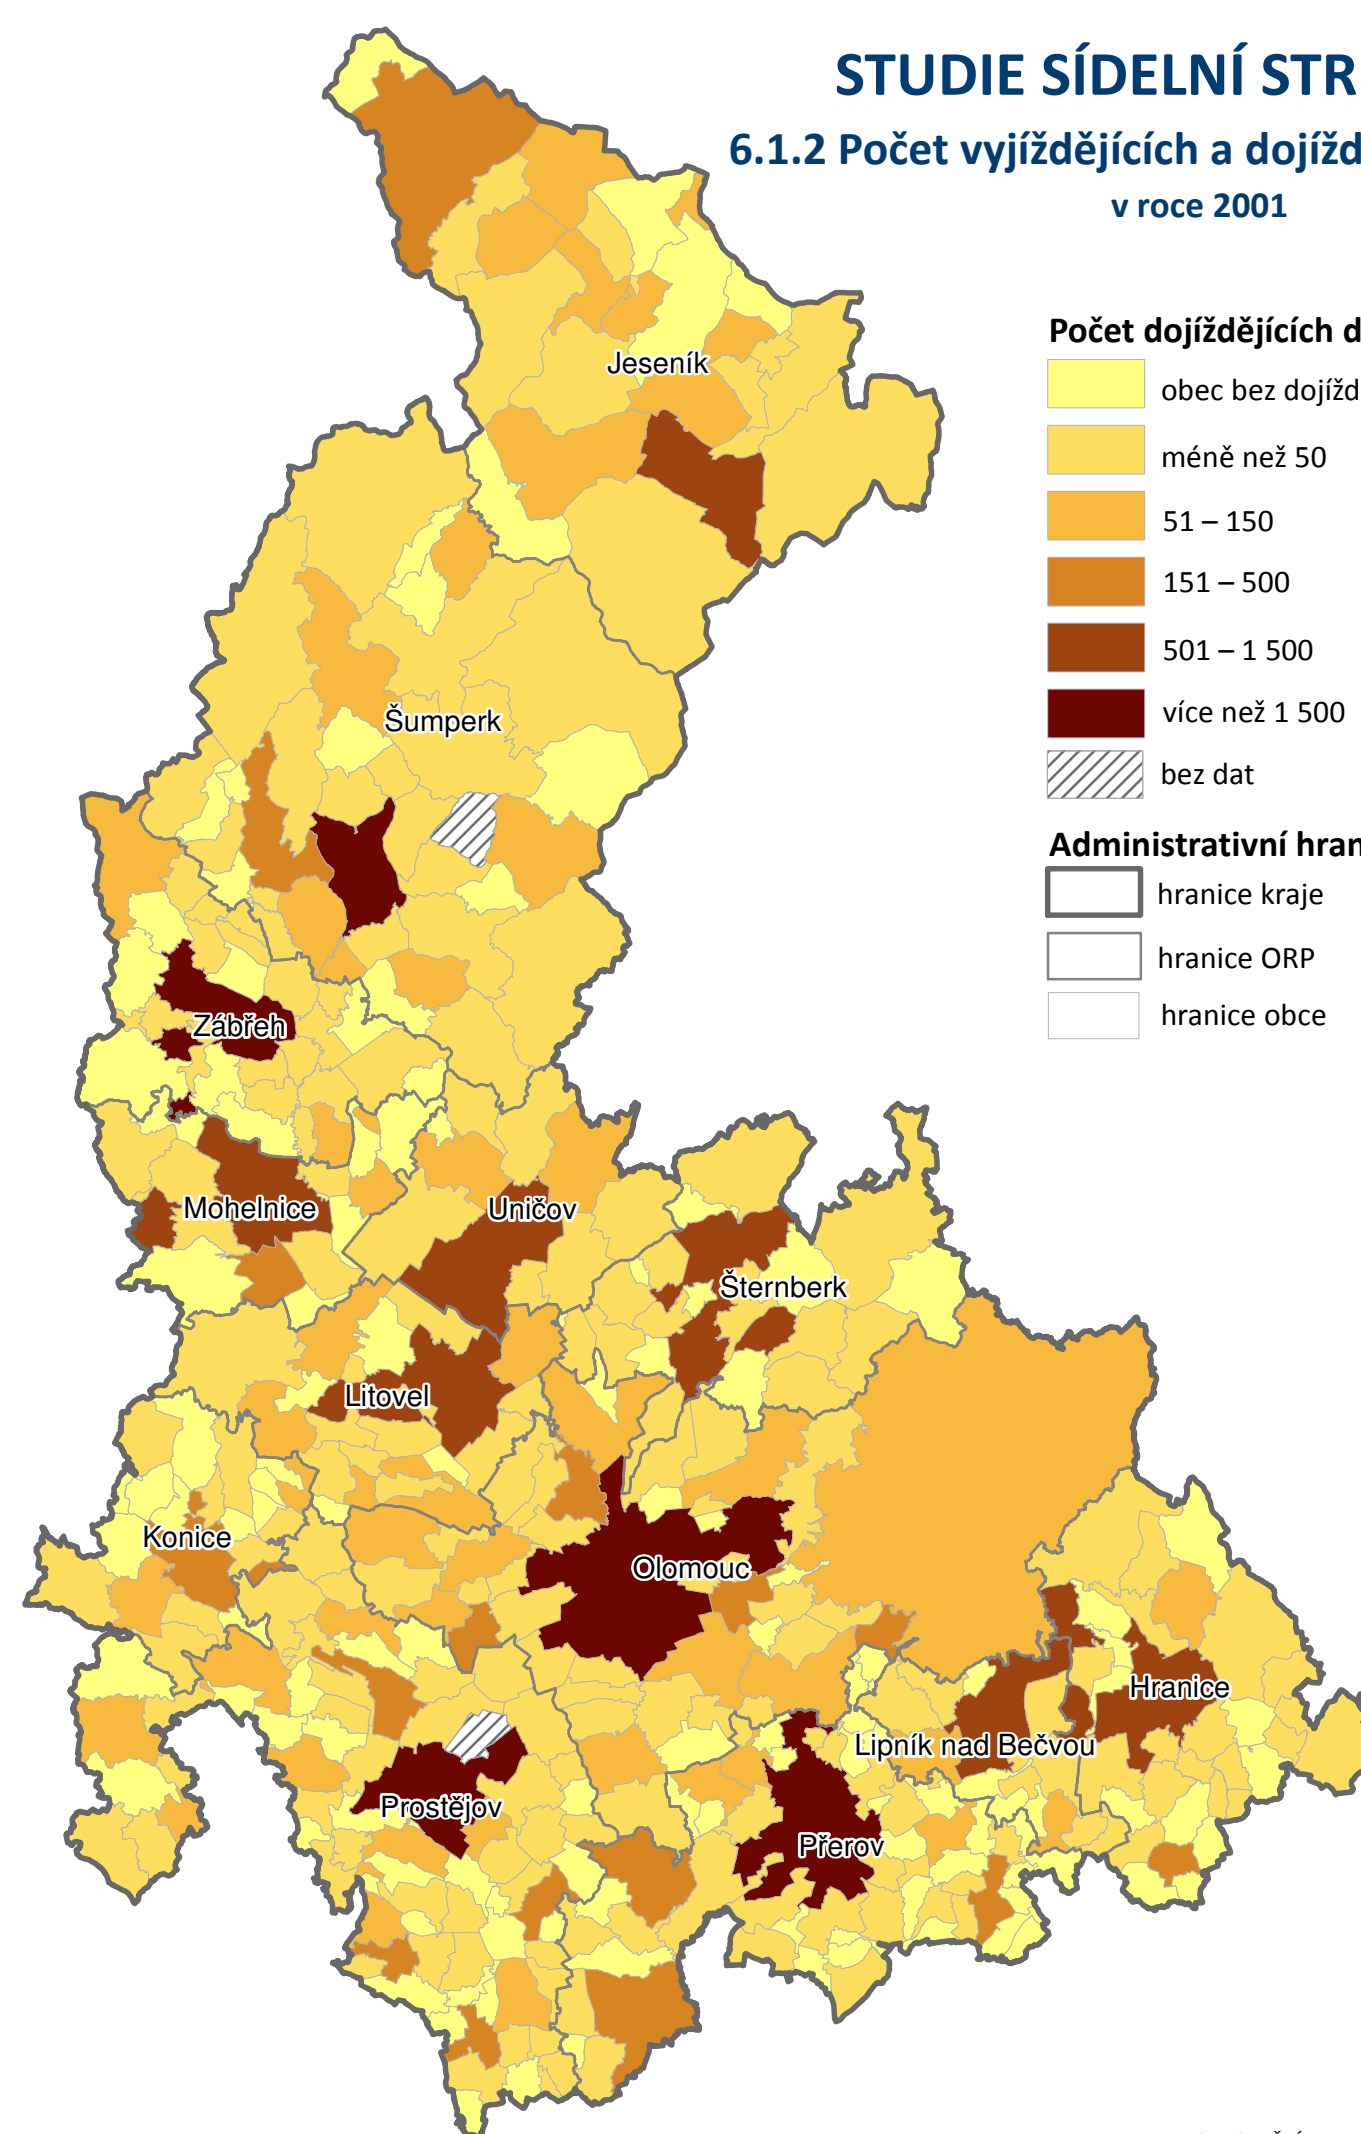 STUDIE SÍDELNÍ STR
6.1.2 Počet vyjíždějících a dojížd
v roce 2001
Počet dojíždějících d
obec bez dojížd
méně než 50
51 – 150
151 – 500
501 – 1 500
více než 1 500
bez dat
Administrativní hran
hranice kraje
hranice ORP
hranice obce
Jeseník
Šumperk
Zábřeh
Mohelnice
Uničov
Šternberk
Litovel
Konice
Olomouc
Hranice
Lipník nad Bečvou
Prostějov
Přerov